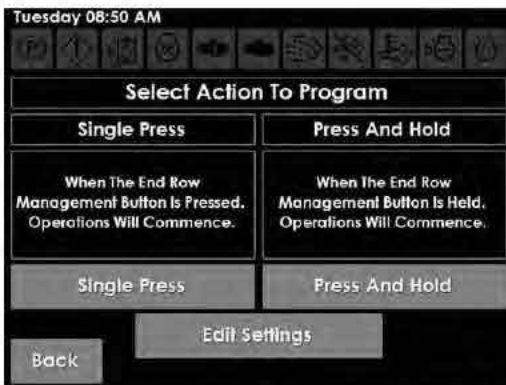 Tuesday 08:50 AM
Select Action To Program
Single Press
Press And Hold
When The End Row
Management Button Is Pressed.
Operations Will Commence.
When The End Row
Management Button Is Held.
Operations Will Commence.
Single Press
Press And Hold
Edit Settings
Back